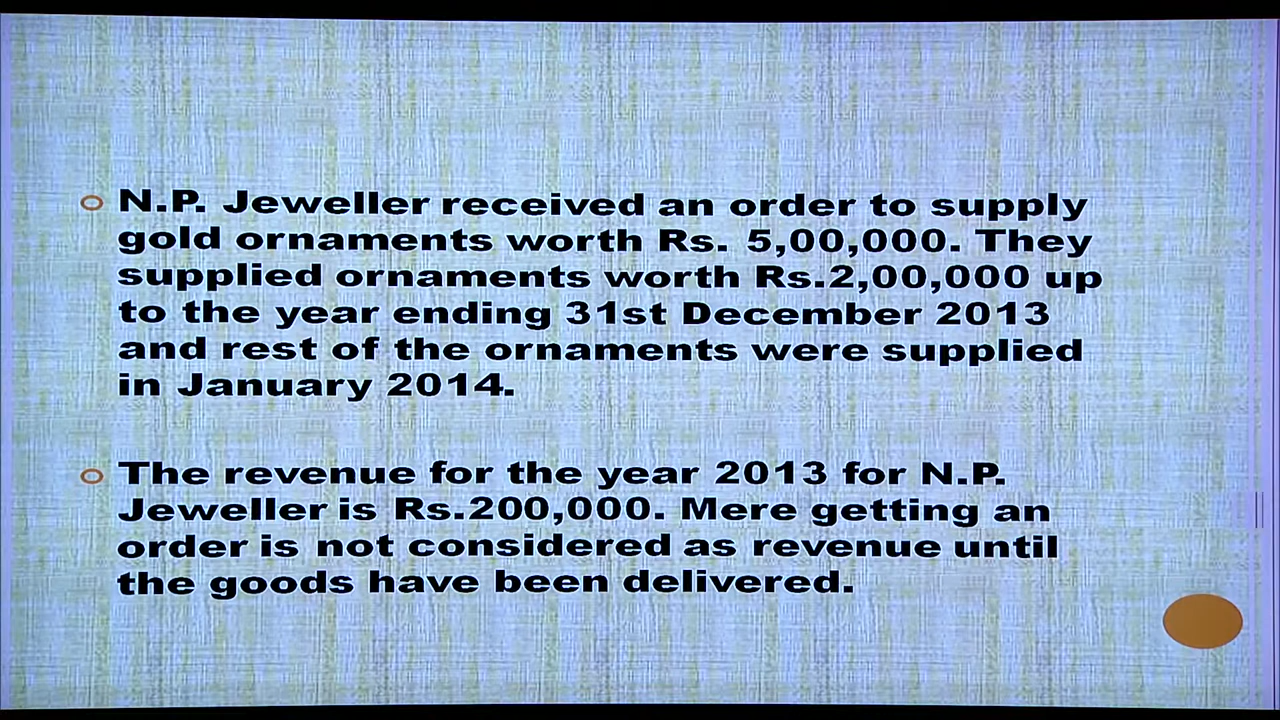 N.P. Jeweller received an order to supply
gold ornaments worth Rs. 5,00,000. They
supplied ornaments worth Rs.2,00,000 up
to the year ending 31st December 2013
and rest of the ornaments were supplied
in January 2014.
The revenue for the year 2013 for N.P.
Jeweller is Rs.200,000. Mere getting an
order is not considered as revenue until
the goods have been delivered.